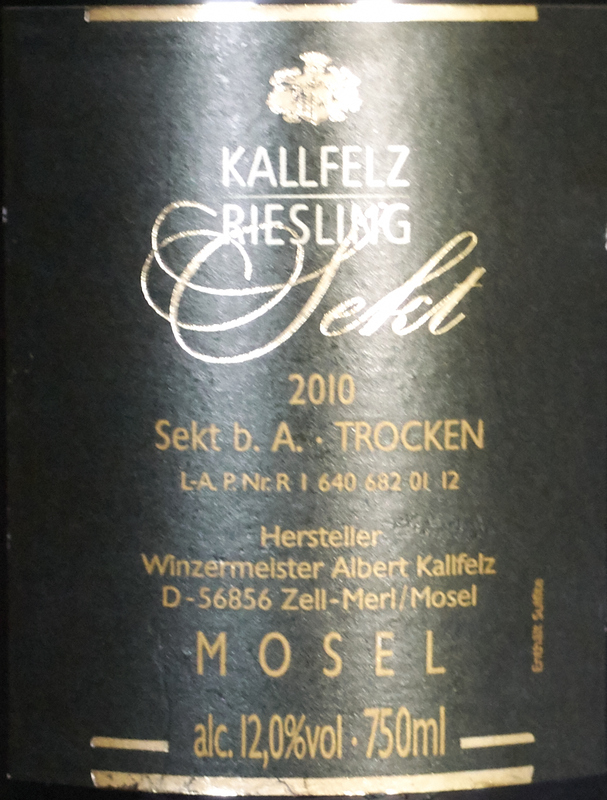 KALLFELZ
RIESLING
Sekt
2010
Sekt b. A. · TROCKEN
L-A. P. Nr. R 1 640 682 01 12
Hersteller
Winzermeister Albert Kallfelz
D-56856 Zell-Merl/Mosel
Enthält Sulfite
MOSEL
alc. 12,0%vol · 750ml